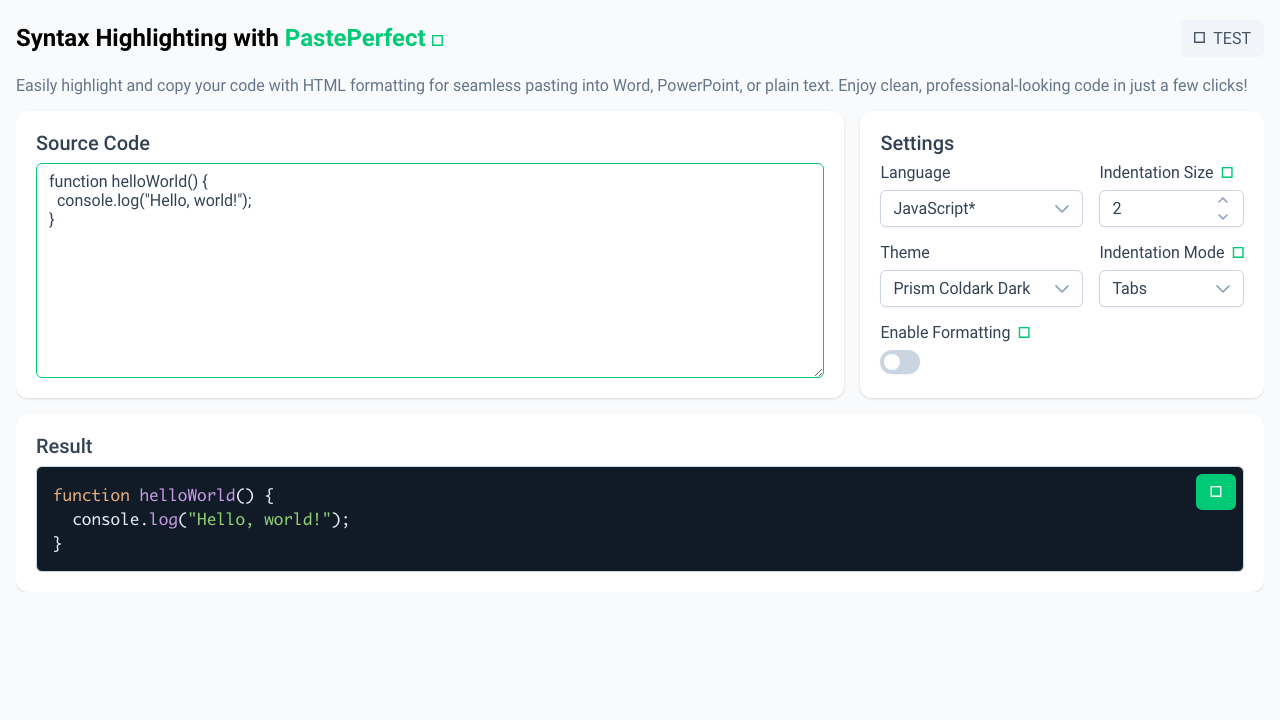 Syntax Highlighting with PastePerfect
TEST
Easily highlight and copy your code with HTML formatting for seamless pasting into Word, PowerPoint, or plain text. Enjoy clean, professional-looking code in just a few clicks!
Source Code
function helloWorld() {
  console.log("Hello, world!");
}
Settings
Language
Indentation Size
JavaScript*
2
Theme
Indentation Mode
Prism Coldark Dark
Tabs
Enable Formatting
Result
function helloWorld() {
  console.log("Hello, world!");
}